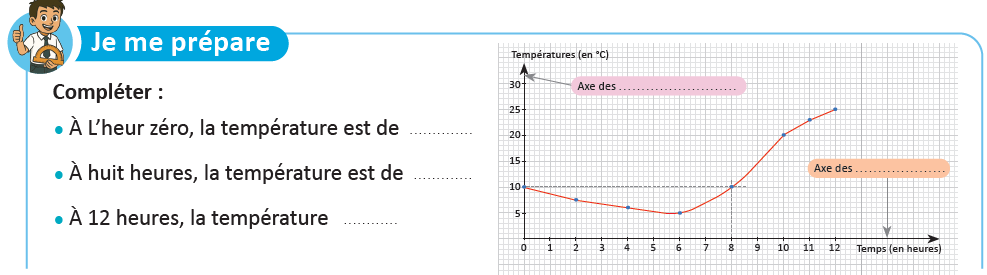 Je me prépare
Compléter :
• À L’heur zéro, la température est de ..............
• À huit heures, la température est de .............
• À 12 heures, la température ............
Températures (en °C)
Axe des ..........................
30
25
20
15
10
5
Axe des ....................
0 1 2 3 4 5 6 7 8 9 10 11 12 Temps (en heures)